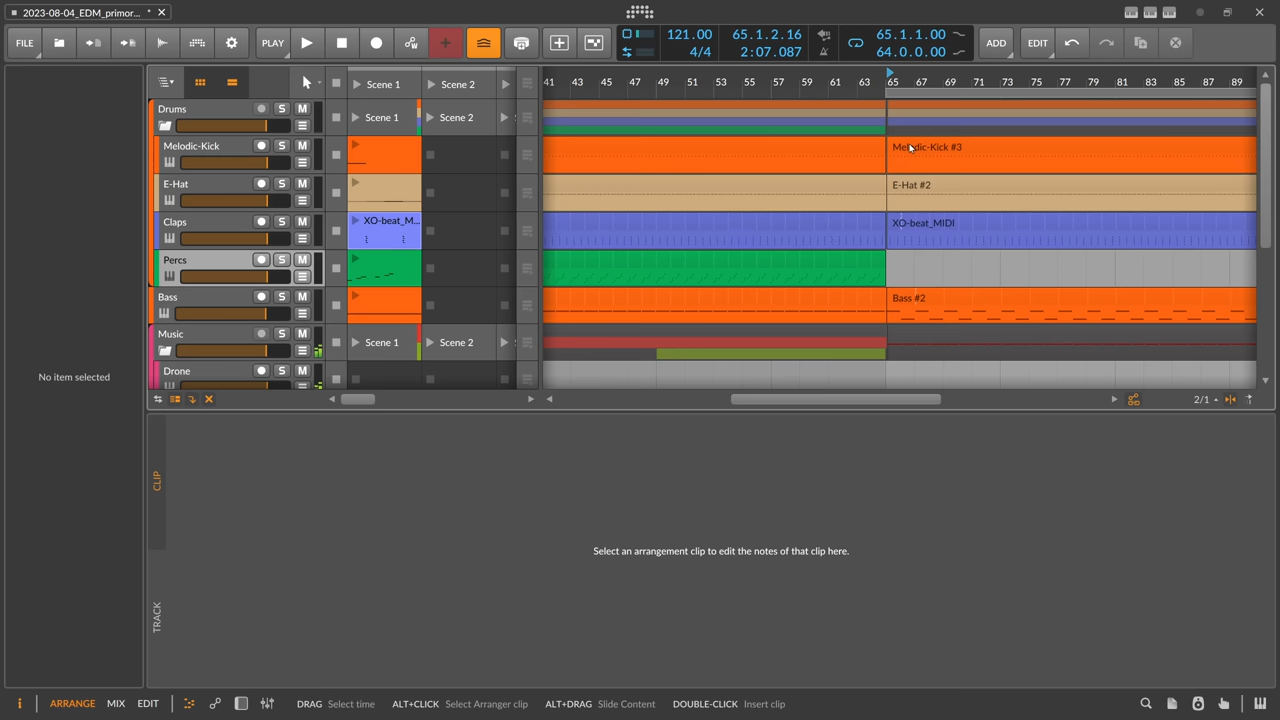 2023-08-04_EDM_primor... *
FILE PLAY 121.00 65.1.2.16 65.1.1.00 ADD EDIT
4/4 2:07.087 64.0.0.00
Scene 1 Scene 2 41 43 45 47 49 51 53 55 57 59 61 63 65 67 69 71 73 75 77 79 81 83 85 87 89
Drums S M
Scene 1 Scene 2
Melodic-Kick S M Melodic-Kick #3
E-Hat S M E-Hat #2
Claps S M XO-beat_M... XO-beat_MIDI
Percs S M
Bass S M Bass #2
Music S M
Scene 1 Scene 2
Drone S M
2/1
No item selected
CLIP
TRACK
Select an arrangement clip to edit the notes of that clip here.
i ARRANGE MIX EDIT DRAG Select time ALT+CLICK Select Arranger clip ALT+DRAG Slide Content DOUBLE-CLICK Insert clip